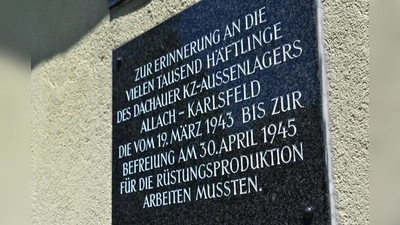 ZUR ERINNERUNG AN DIE
VIELEN TAUSEND HÄFTLINGE
DES DACHAUER KZ-AUSSENLAGERS
ALLACH – KARLSFELD
DIE VOM 19. MÄRZ 1943 BIS ZUR
BEFREIUNG AM 30. APRIL 1945
FÜR DIE RÜSTUNGSPRODUKTION
ARBEITEN MUSSTEN.